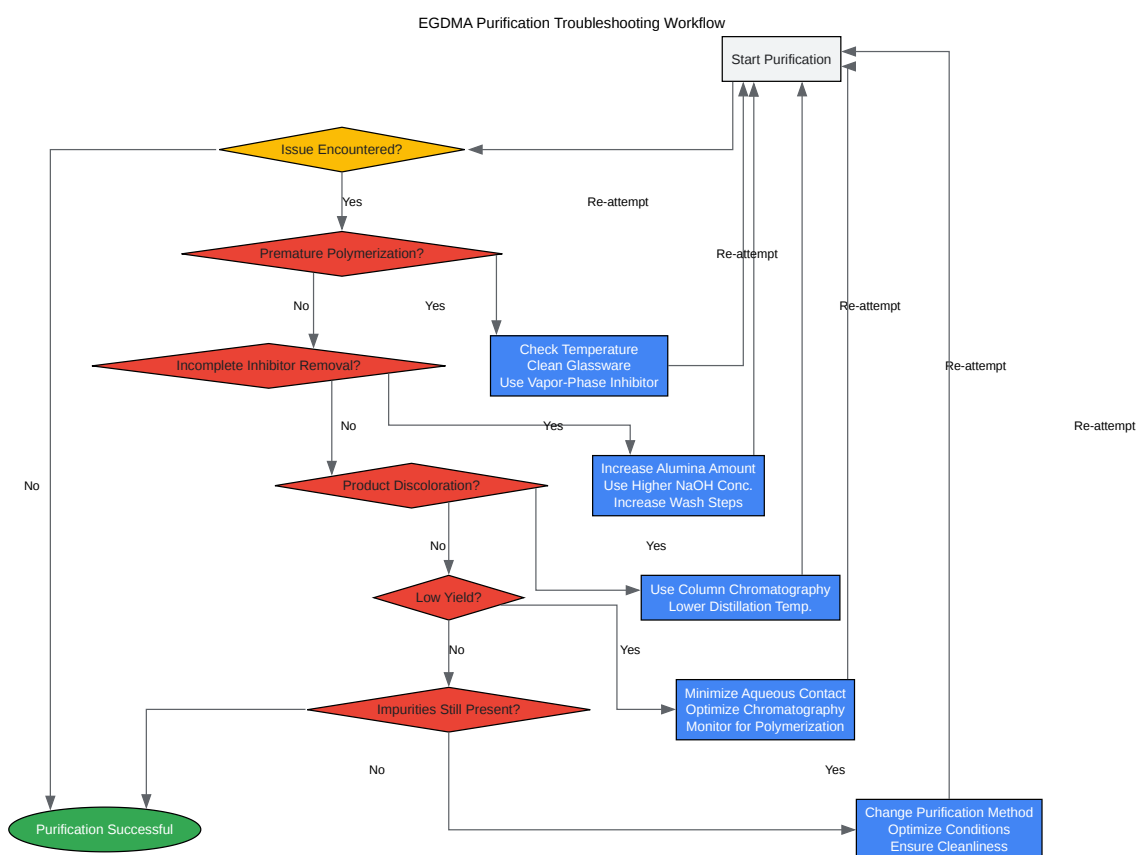 EGDMA Purification Troubleshooting Workflow
Start Purification
Issue Encountered?
Yes
Re-attempt
Premature Polymerization?
Re-attempt
No
Yes
Re-attempt
Check Temperature
Clean Glassware
Use Vapor-Phase Inhibitor
Incomplete Inhibitor Removal?
Re-attempt
No
Yes
Re-attempt
Increase Alumina Amount
Use Higher NaOH Conc.
Increase Wash Steps
No
Product Discoloration?
No
Yes
Use Column Chromatography
Lower Distillation Temp.
Low Yield?
No
Yes
Minimize Aqueous Contact
Optimize Chromatography
Monitor for Polymerization
Impurities Still Present?
No
Yes
Purification Successful
Change Purification Method
Optimize Conditions
Ensure Cleanliness